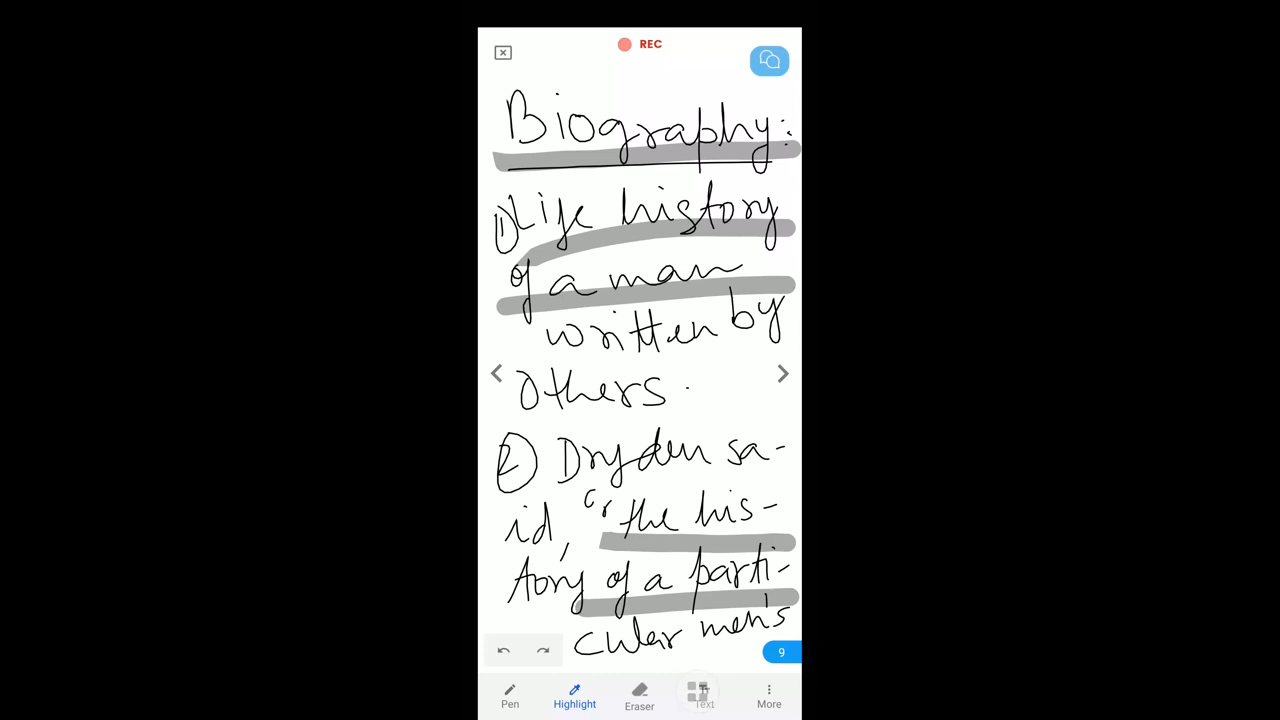 REC
Biography:
① Life history
of a man
written by
Others.
② Dryden sa-
id, “the his-
tory of a parti-
cular men's
9
Pen Highlight Eraser Text More